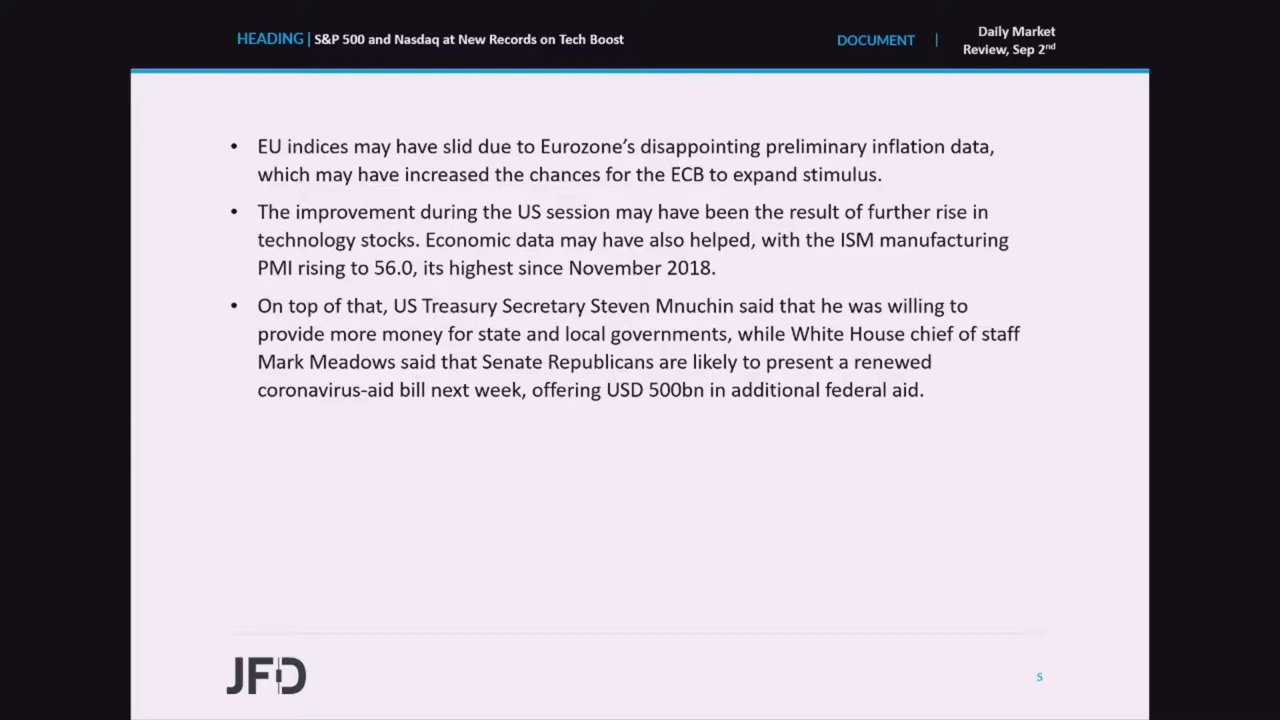 HEADING | S&P 500 and Nasdaq at New Records on Tech Boost
DOCUMENT |
Daily Market
Review, Sep 2nd
• EU indices may have slid due to Eurozone’s disappointing preliminary inflation data,
which may have increased the chances for the ECB to expand stimulus.
• The improvement during the US session may have been the result of further rise in
technology stocks. Economic data may have also helped, with the ISM manufacturing
PMI rising to 56.0, its highest since November 2018.
• On top of that, US Treasury Secretary Steven Mnuchin said that he was willing to
provide more money for state and local governments, while White House chief of staff
Mark Meadows said that Senate Republicans are likely to present a renewed
coronavirus-aid bill next week, offering USD 500bn in additional federal aid.
JFD
5